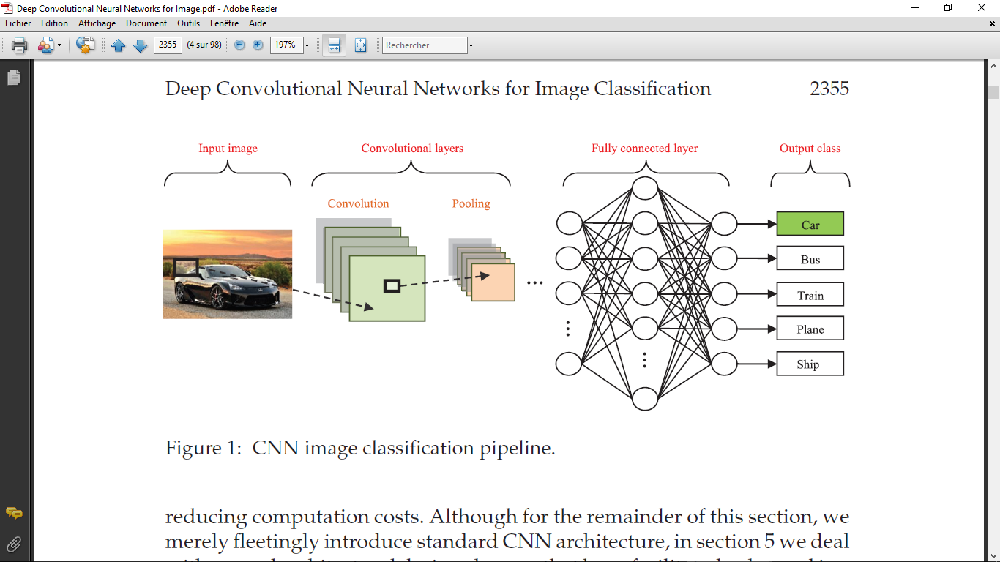 Deep Convolutional Neural Networks for Image.pdf - Adobe Reader
Fichier Edition Affichage Document Outils Fenêtre Aide
2355 (4 sur 98) 197% Rechercher
Deep Convolutional Neural Networks for Image Classification 2355
Input image Convolutional layers Fully connected layer Output class
Convolution Pooling
Car
Bus
Train
Plane
Ship
Figure 1: CNN image classification pipeline.
reducing computation costs. Although for the remainder of this section, we
merely fleetingly introduce standard CNN architecture, in section 5 we deal